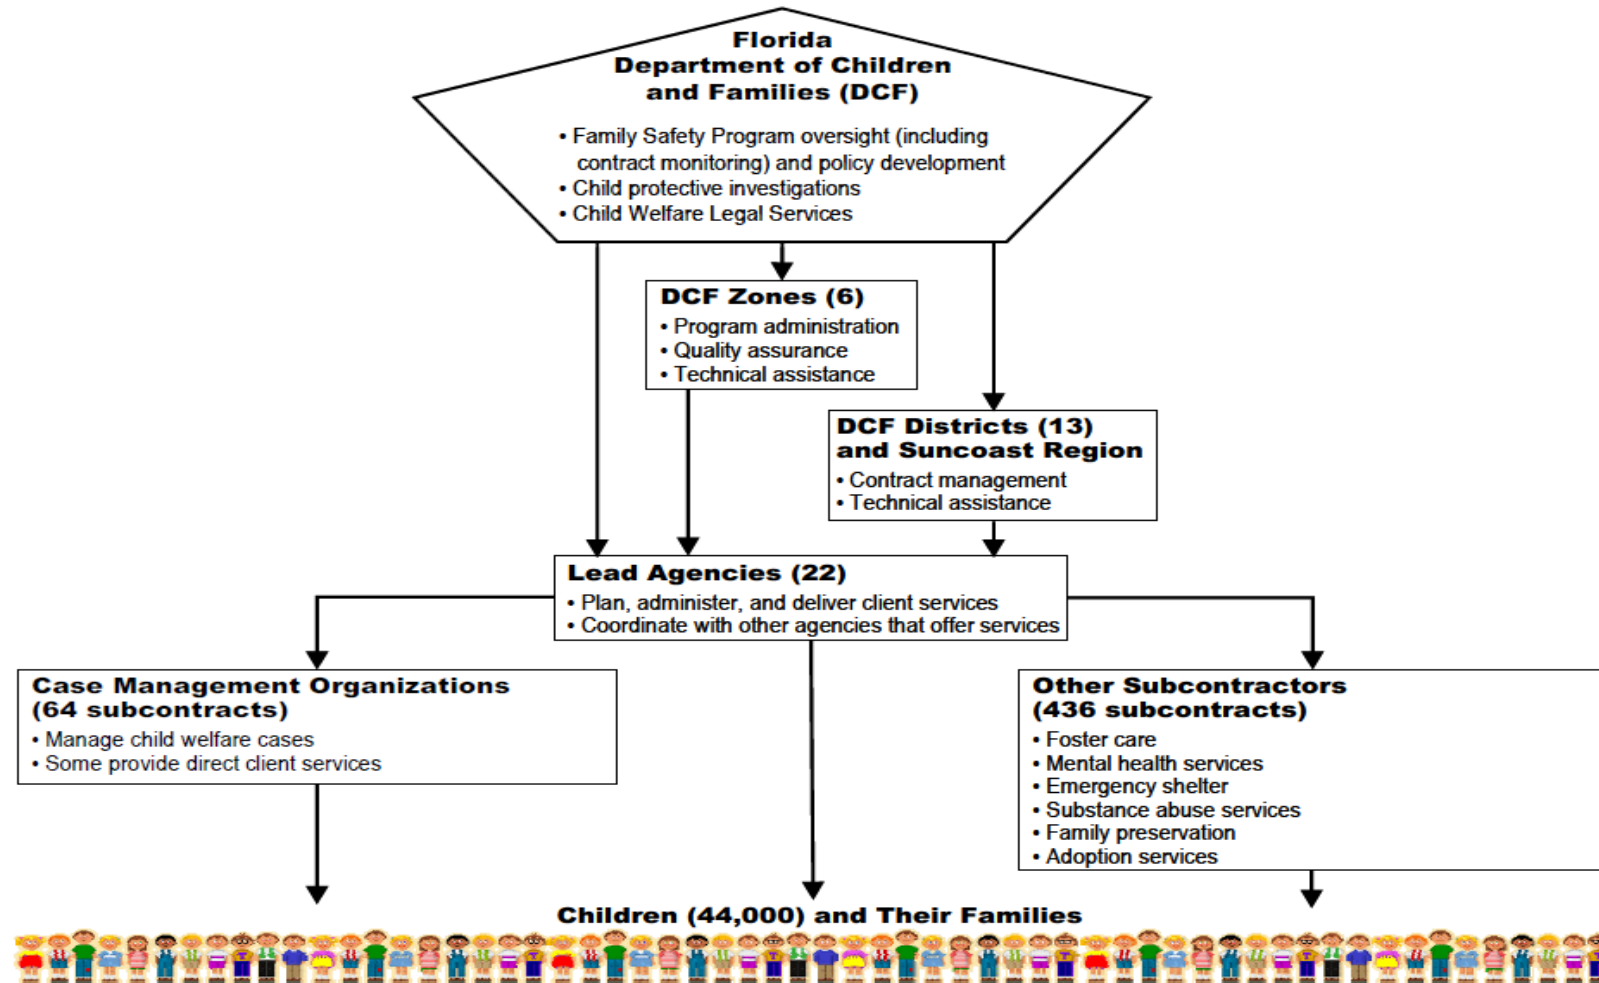 Florida
Department of Children
and Families (DCF)
• Family Safety Program oversight (including
contract monitoring) and policy development
• Child protective investigations
• Child Welfare Legal Services
DCF Zones (6)
• Program administration
• Quality assurance
• Technical assistance
DCF Districts (13)
and Suncoast Region
• Contract management
• Technical assistance
Lead Agencies (22)
• Plan, administer, and deliver client services
• Coordinate with other agencies that offer services
Case Management Organizations
(64 subcontracts)
• Manage child welfare cases
• Some provide direct client services
Other Subcontractors
(436 subcontracts)
• Foster care
• Mental health services
• Emergency shelter
• Substance abuse services
• Family preservation
• Adoption services
Children (44,000) and Their Families